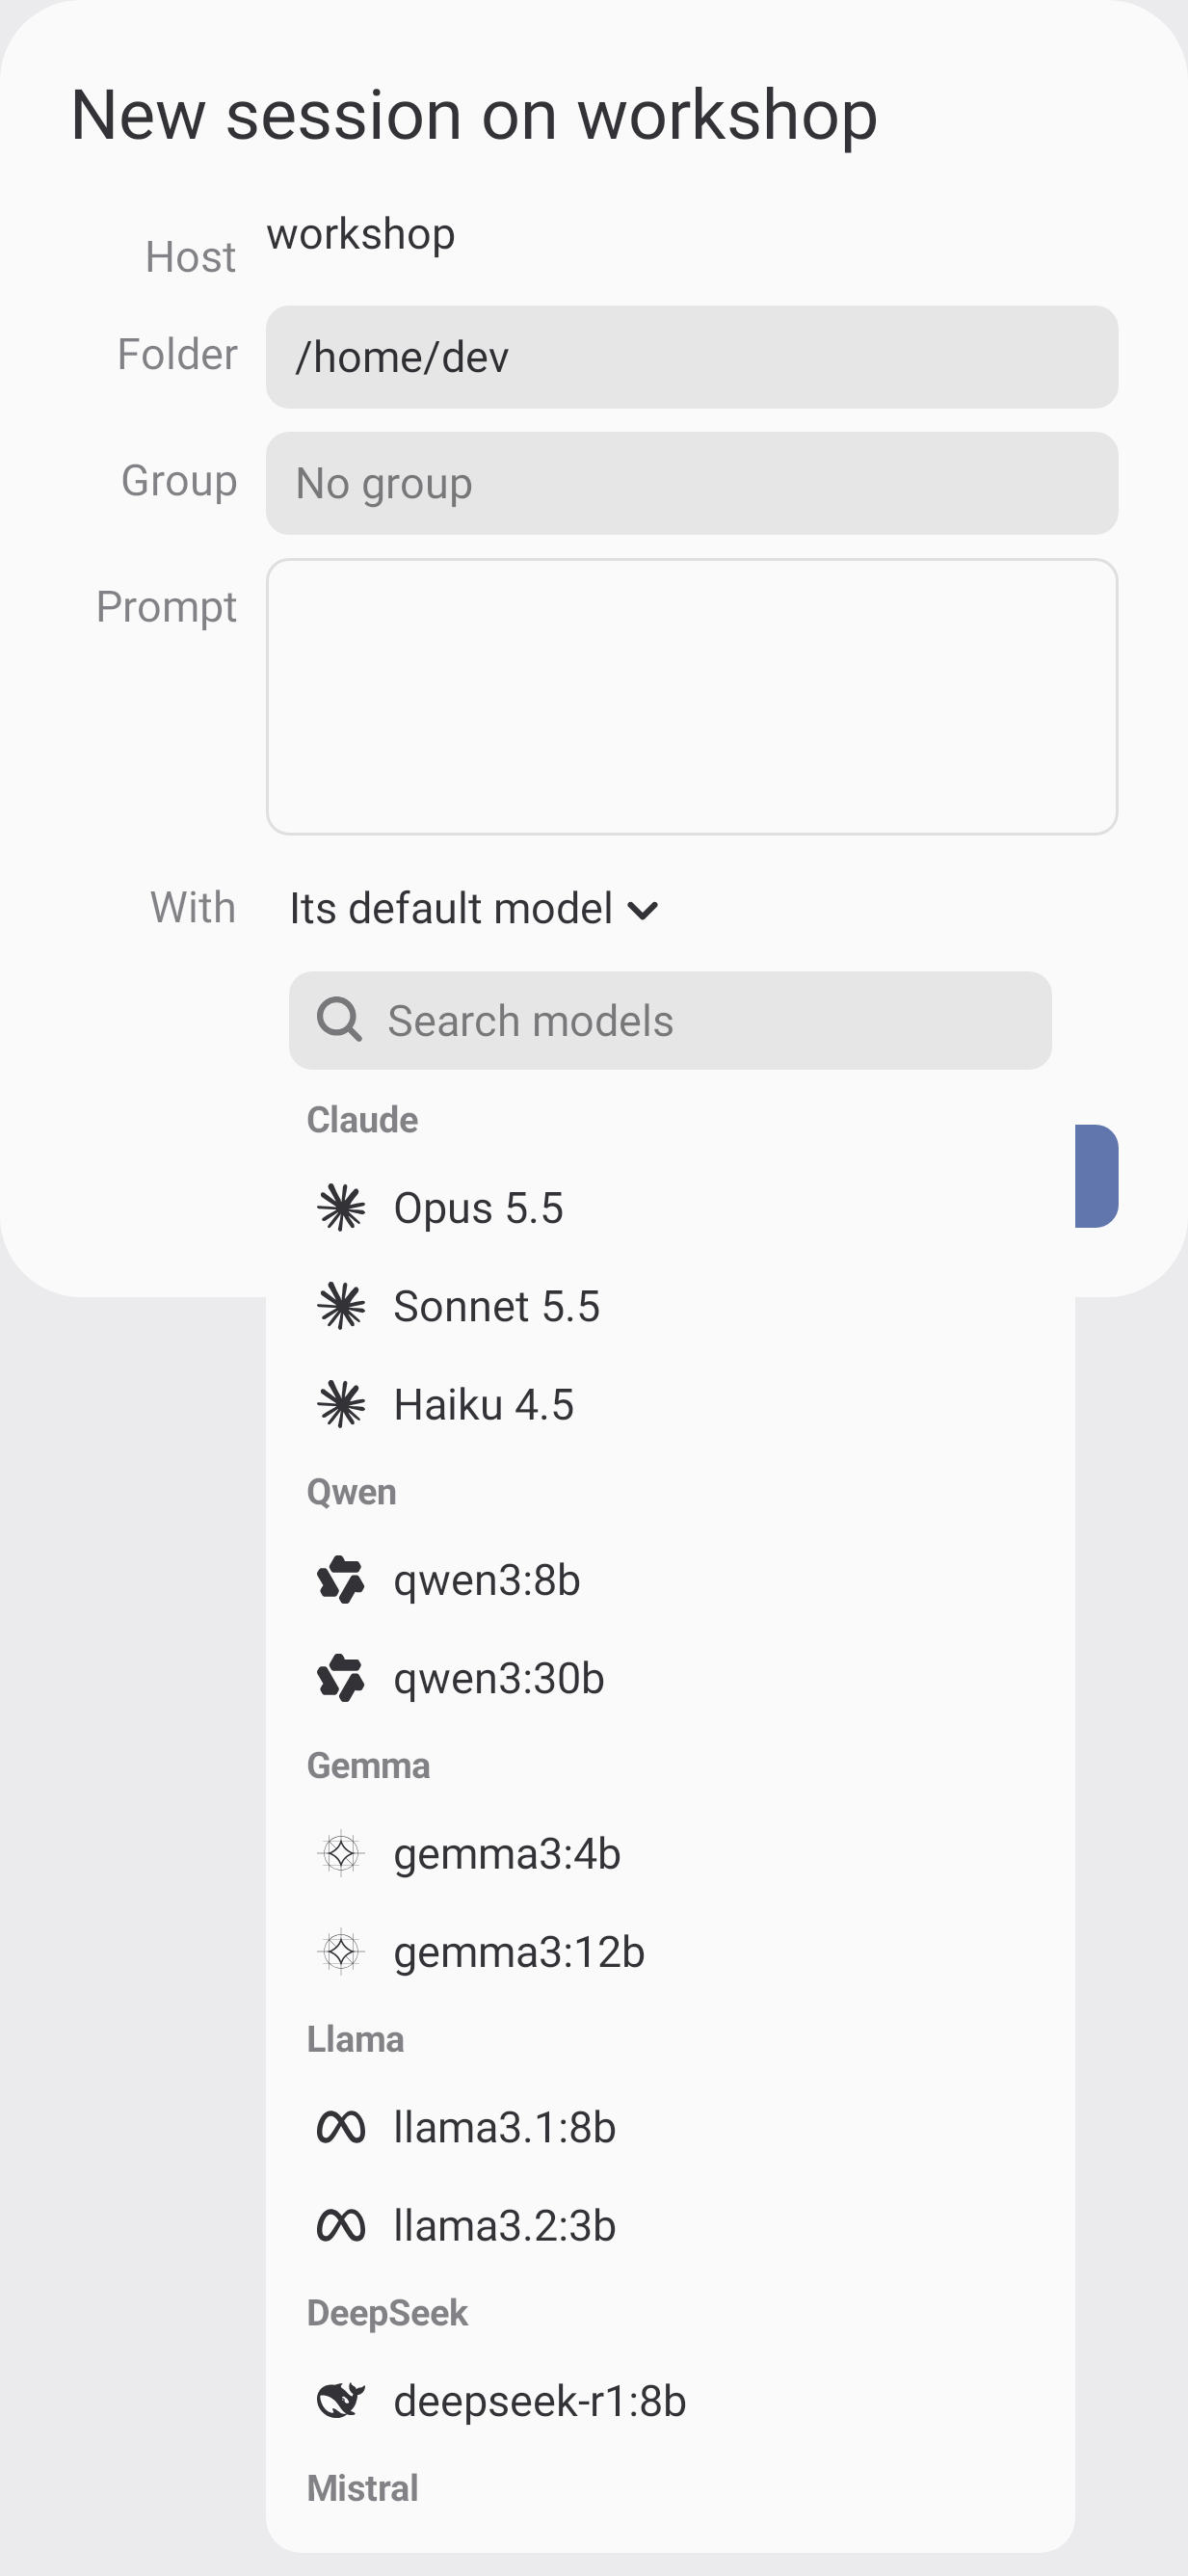 New session on workshop
Host
workshop
Folder
/home/dev
Group
No group
Prompt
With
Its default model
Search models
Claude
Opus 5.5
Sonnet 5.5
Haiku 4.5
Qwen
qwen3:8b
qwen3:30b
Gemma
gemma3:4b
gemma3:12b
Llama
llama3.1:8b
llama3.2:3b
DeepSeek
deepseek-r1:8b
Mistral